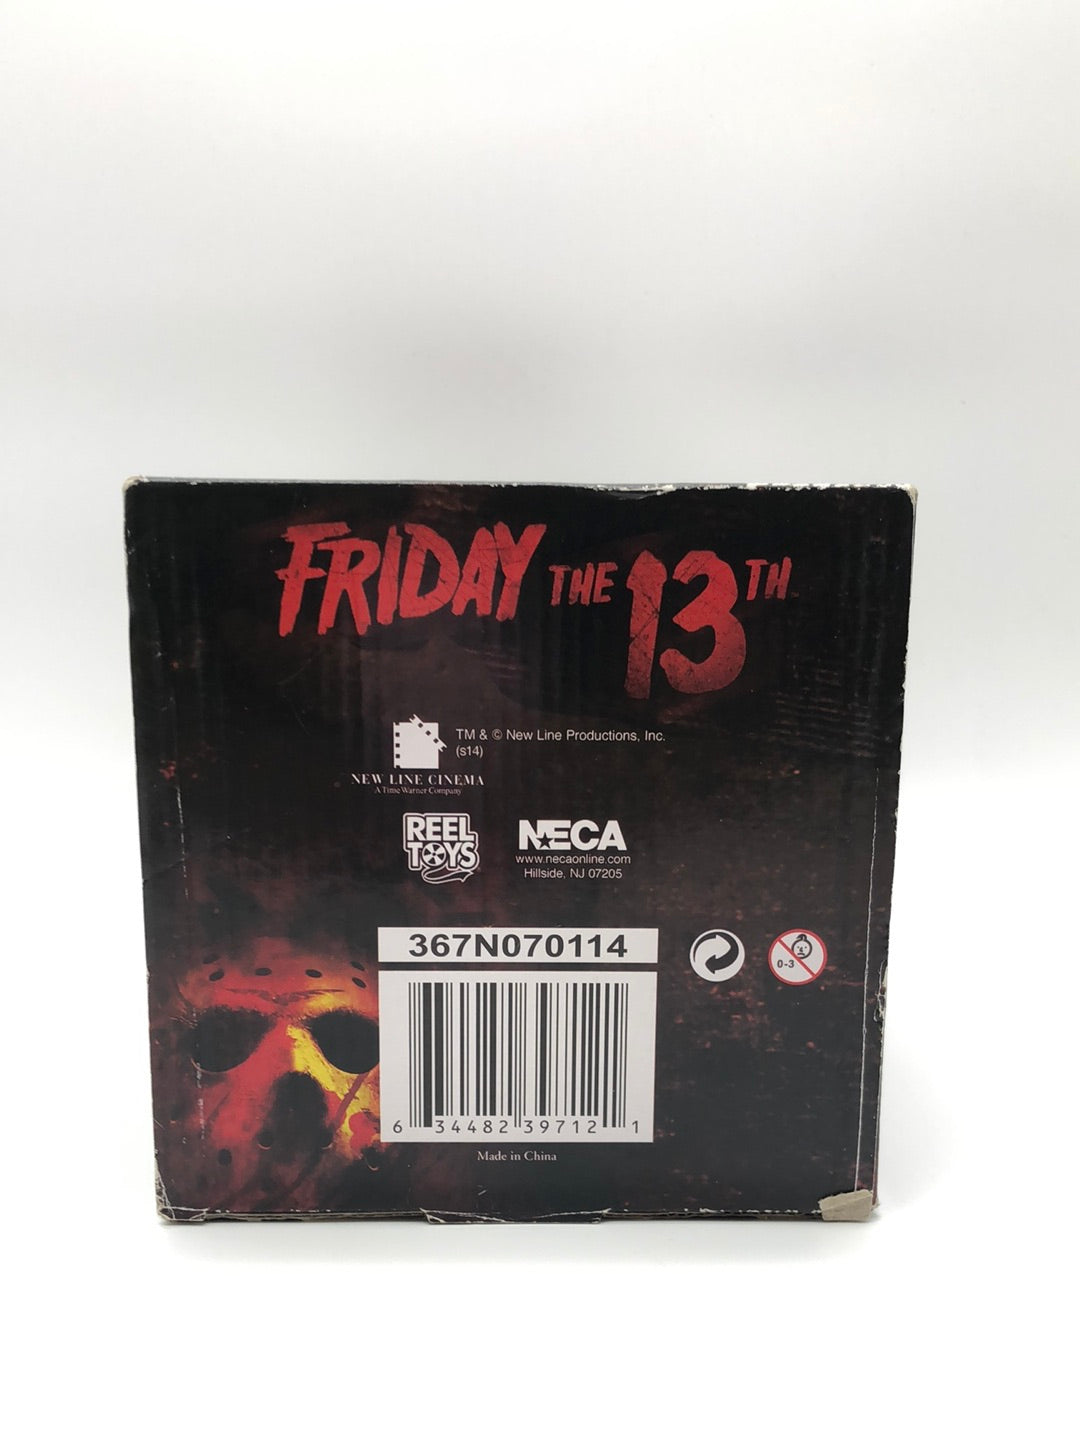 FRIDAY THE 13TH
TM & © New Line Productions, Inc.
(s14)
NEW LINE CINEMA
A Time Warner Company
REEL
TOYS
NECA
www.necaonline.com
Hillside, NJ 07205
367N070114
0-3
6 34482 39712 1
Made in China